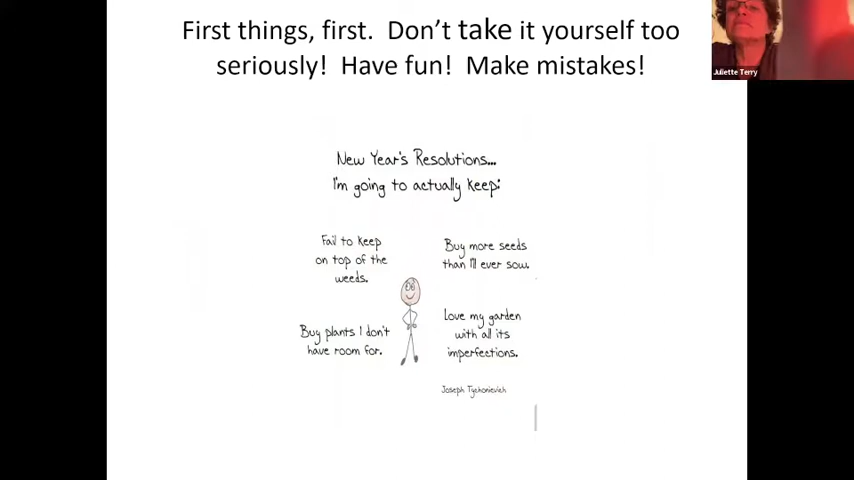 First things, first. Don't take it yourself too
seriously! Have fun! Make mistakes!
Juliette Terry
New Year's Resolutions...
I'm going to actually keep:
Fail to keep
on top of the
weeds.
Buy more seeds
than I'll ever sow.
Buy plants I don't
have room for.
Love my garden
with all its
imperfections.
Joseph Tychonievich